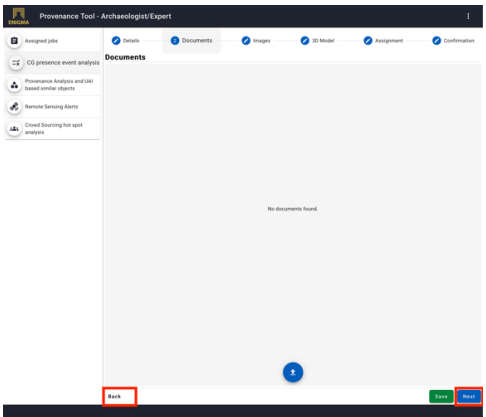 ENIGMA
Provenance Tool - Archaeologist/Expert
Assigned jobs
CG presence event analysis
Provenance Analysis and UAI
based similar objects
Remote Sensing Alerts
Crowd Sourcing hot spot
analysis
Details
Documents
Images
3D Model
Assignment
Confirmation
Documents
No documents found.
Back
Save
Next